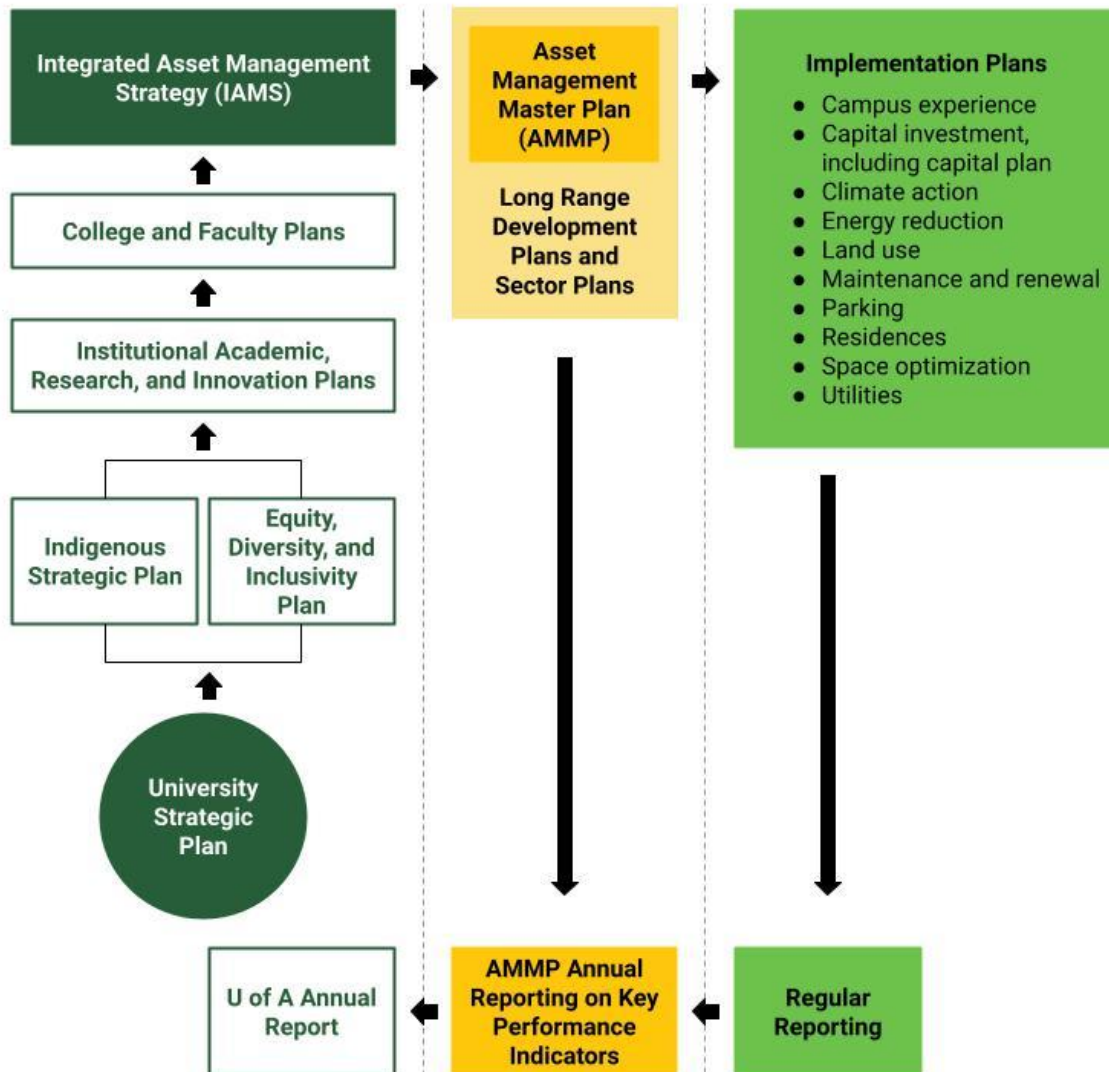 Integrated Asset Management
Strategy (IAMS)
College and Faculty Plans
Institutional Academic,
Research, and Innovation Plans
Indigenous
Strategic Plan
Equity,
Diversity, and
Inclusivity
Plan
University
Strategic
Plan
U of A Annual
Report
Asset
Management
Master Plan
(AMMP)
Long Range
Development
Plans and
Sector Plans
AMMP Annual
Reporting on Key
Performance
Indicators
Implementation Plans
● Campus experience
● Capital investment,
including capital plan
● Climate action
● Energy reduction
● Land use
● Maintenance and renewal
● Parking
● Residences
● Space optimization
● Utilities
Regular
Reporting